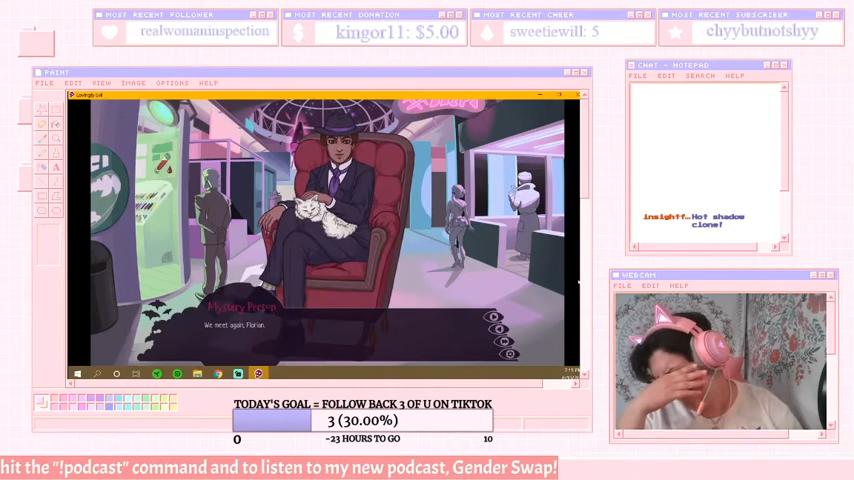 MOST RECENT FOLLOWER
realwomaninspection
MOST RECENT DONATION
kingor11: $5.00
MOST RECENT CHEER
sweetiewill: 5
MOST RECENT SUBSCRIBER
chyybutnotshyy
PAINT
FILE EDIT VIEW IMAGE OPTIONS HELP
Lovingly Evil
Mystery Person
We meet again, Florian.
CHAT - NOTEPAD
FILE EDIT SEARCH HELP
insightf…Hot shadow
clone!
WEBCAM
FILE EDIT HELP
TODAY'S GOAL = FOLLOW BACK 3 OF U ON TIKTOK
3 (30.00%)
0
-23 HOURS TO GO
10
hit the "!podcast" command and to listen to my new podcast, Gender Swap!